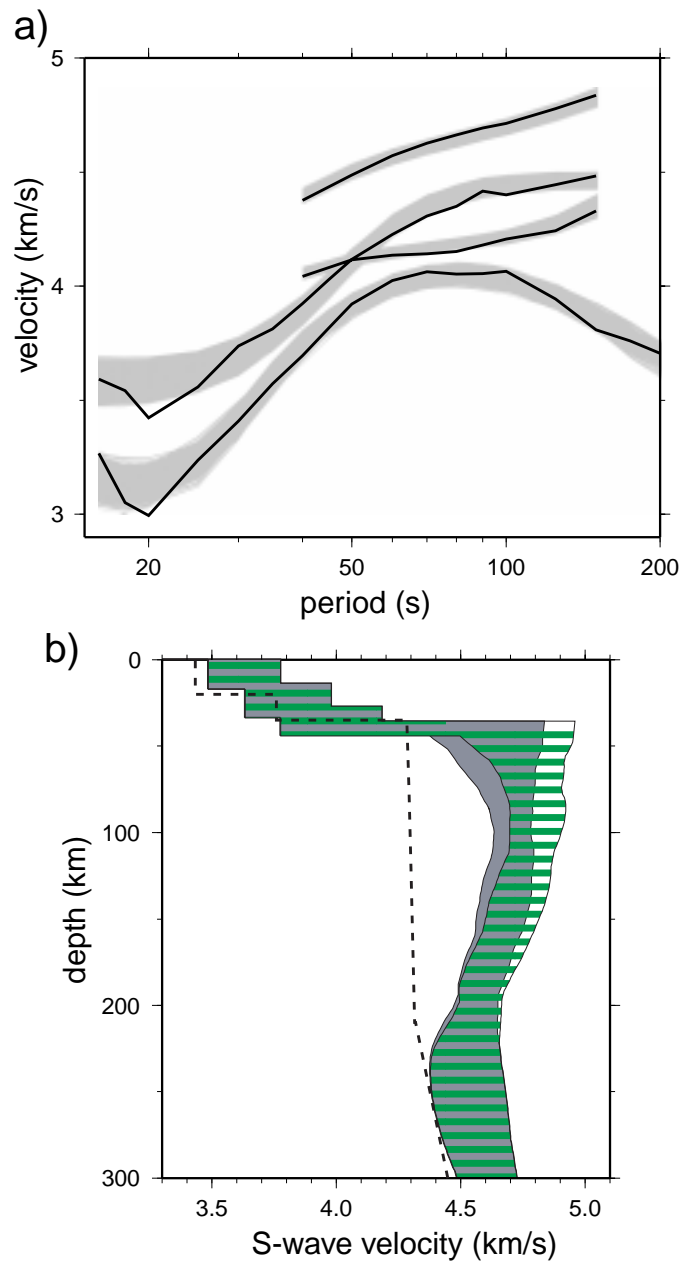 a)
5
4
3
velocity (km/s)
20 50 100 200
period (s)
b)
0
100
200
300
depth (km)
3.5 4.0 4.5 5.0
S-wave velocity (km/s)